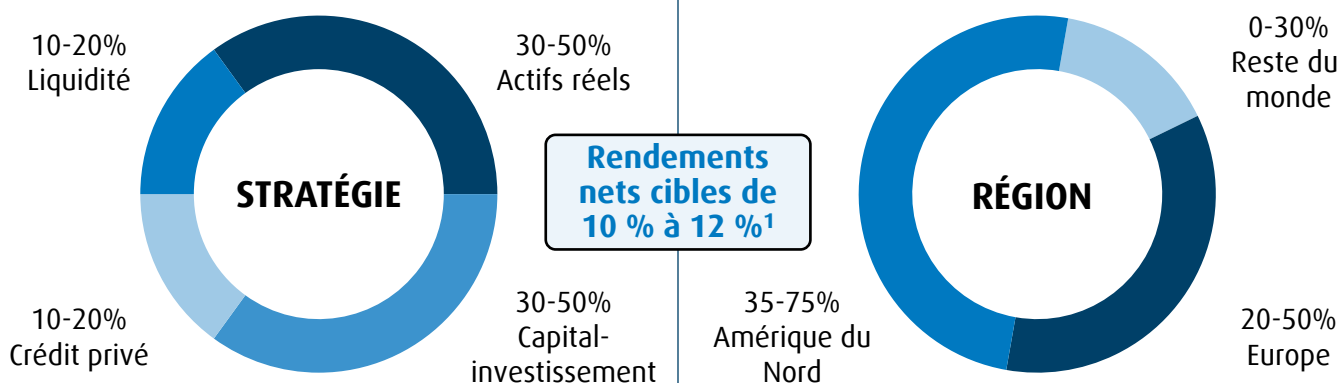 10-20%
Liquidité
30-50%
Actifs réels
STRATÉGIE
10-20%
Crédit privé
30-50%
Capital-
investissement
Rendements
nets cibles de
10 % à 12 %¹
0-30%
Reste du
monde
RÉGION
35-75%
Amérique du
Nord
20-50%
Europe